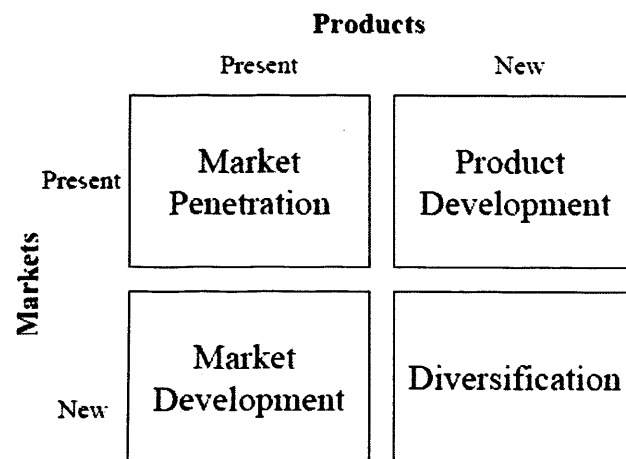 Products
Present New
Present
Market
Penetration
Product
Development
Markets
New
Market
Development
Diversification